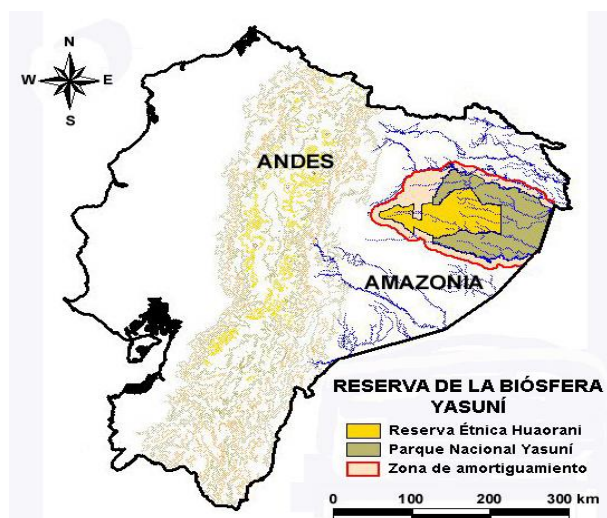 N
W E
S
ANDES
AMAZONIA
RESERVA DE LA BIÓSFERA
YASUNÍ
Reserva Étnica Huaorani
Parque Nacional Yasuní
Zona de amortiguamiento
0 100 200 300 km